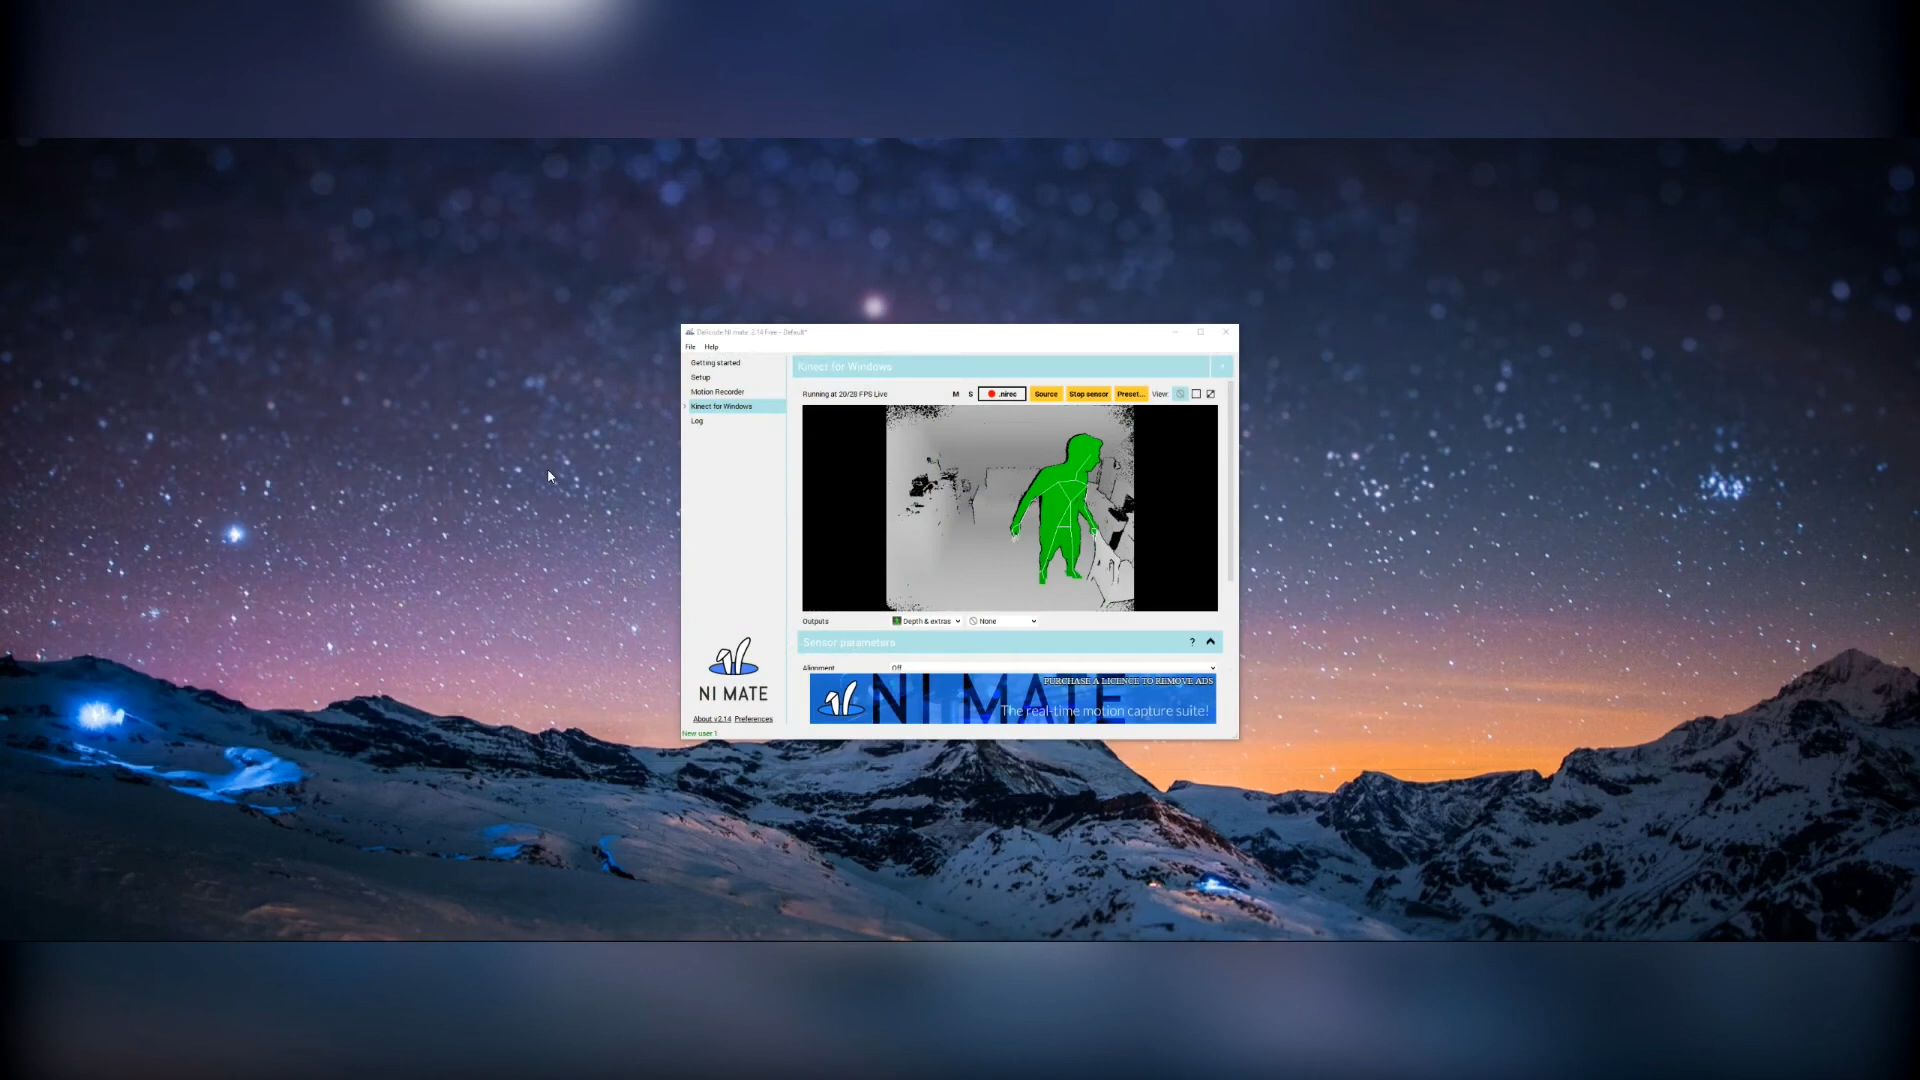 Delicode NI mate 2.14 Free - Default*
File Help
Getting started
Setup
Motion Recorder
Kinect for Windows
Log
NI MATE
About v2.14 Preferences
New user 1
Kinect for Windows
Running at 20/28 FPS Live M S .nirec Source Stop sensor Preset... View:
Outputs Depth & extras None
Sensor parameters ?
Alignment Off
PURCHASE A LICENCE TO REMOVE ADS
NI MATE
The real-time motion capture suite!